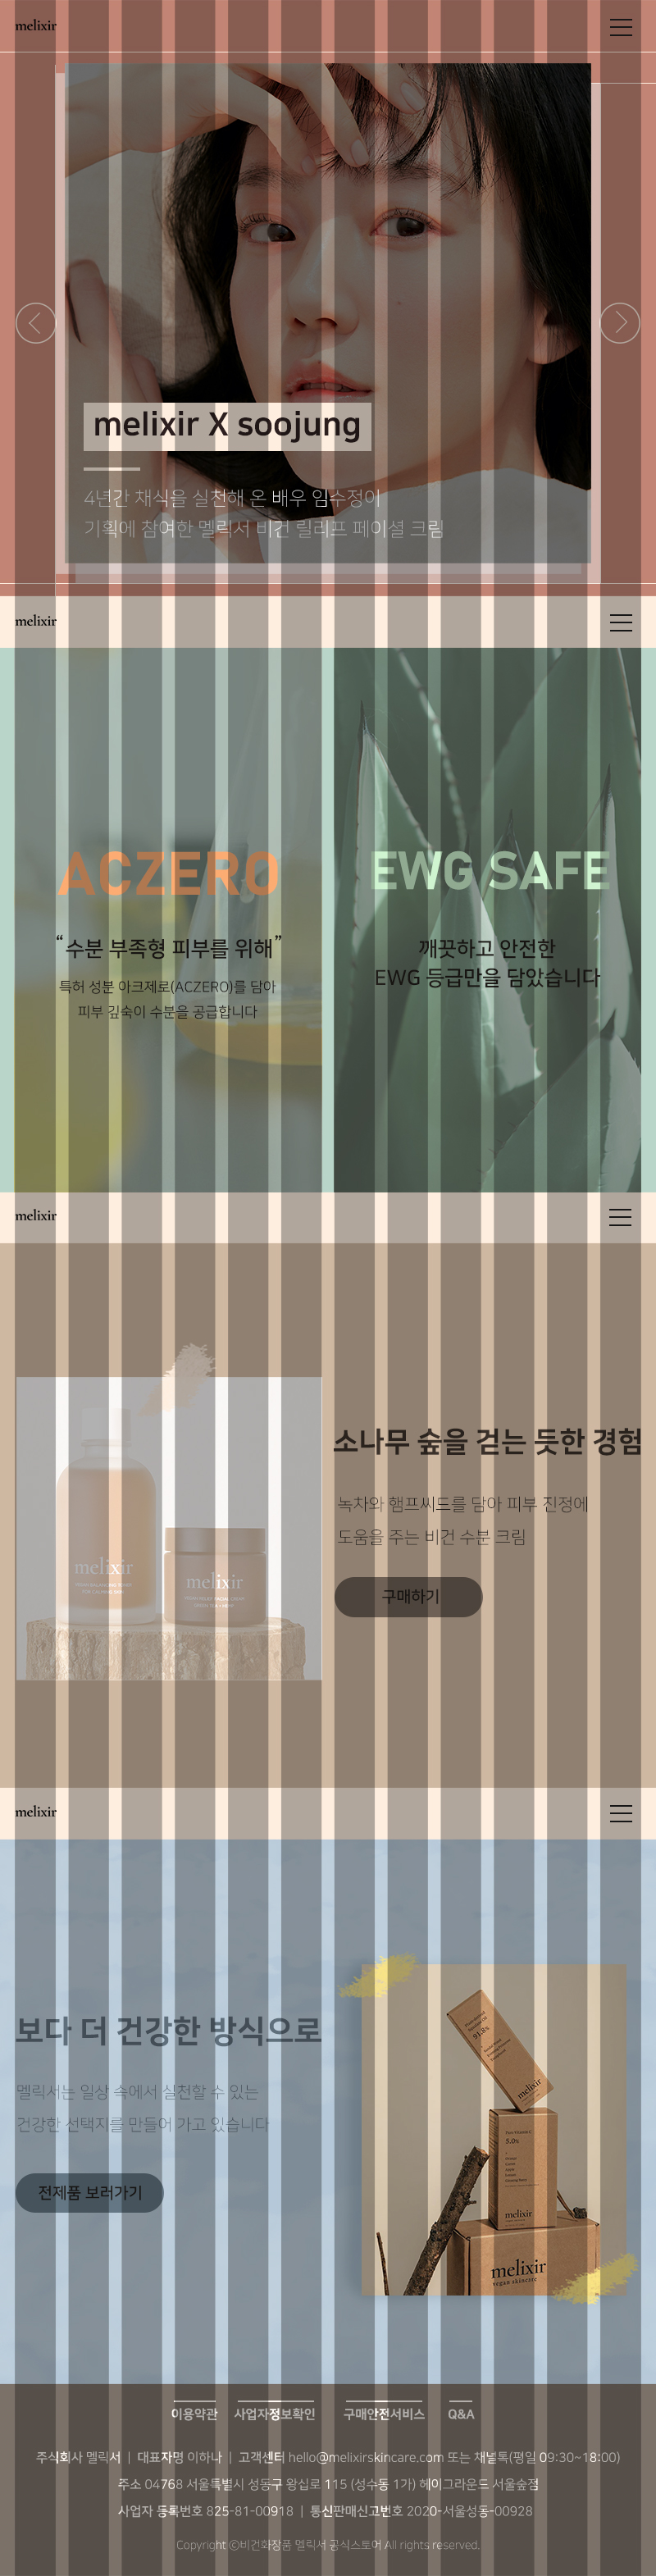 melixir
melixir X soojung
4년간 채식을 실천해 온 배우 임수정이
기획에 참여한 멜릭서 비건 릴리프 페이셜 크림
melixir
ACZERO
“수분 부족형 피부를 위해”
특허 성분 아크제로(ACZERO)를 담아
피부 깊숙이 수분을 공급합니다
EWG SAFE
깨끗하고 안전한
EWG 등급만을 담았습니다
melixir
melixir
melixir
소나무 숲을 걷는 듯한 경험
녹차와 햄프씨드를 담아 피부 진정에
도움을 주는 비건 수분 크림
구매하기
melixir
보다 더 건강한 방식으로
멜릭서는 일상 속에서 실천할 수 있는
건강한 선택지를 만들어 가고 있습니다
전제품 보러가기
91.8%
melixir
5.0x
melixir
melixir
vegan skincare
이용약관 사업자정보확인 구매안전서비스 Q&A
주식회사 멜릭서 | 대표자명 이하나 | 고객센터 hello@melixirskincare.com 또는 채널톡(평일 09:30~18:00)
주소 04768 서울특별시 성동구 왕십로 115 (성수동 1가) 헤이그라운드 서울숲점
사업자 등록번호 825-81-00918 | 통신판매신고번호 2020-서울성동-00928
Copyright ⓒ비건화장품 멜릭서 공식스토어 All rights reserved.